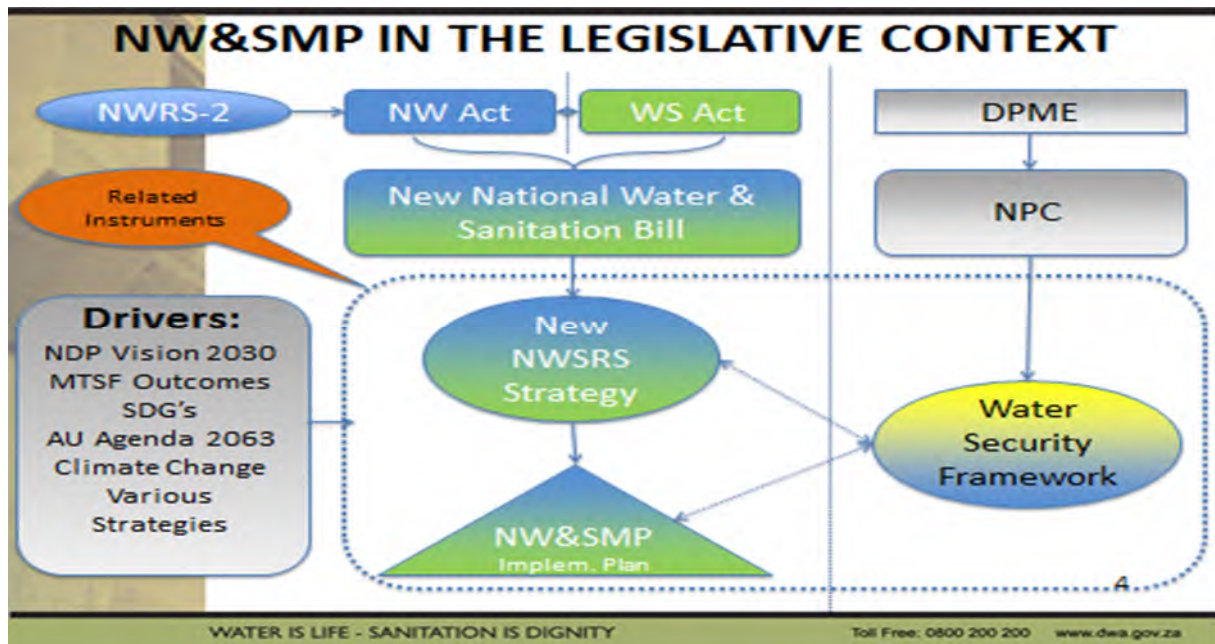 NW&SMP IN THE LEGISLATIVE CONTEXT
NWRS-2
NW Act
WS Act
DPME
Related
Instruments
New National Water &
Sanitation Bill
NPC
Drivers:
NDP Vision 2030
MTSF Outcomes
SDG's
AU Agenda 2063
Climate Change
Various
Strategies
New
NWSRS
Strategy
Water
Security
Framework
NW&SMP
Implem. Plan
4
WATER IS LIFE - SANITATION IS DIGNITY
Toll Free: 0800 200 200 www.dwa.gov.za